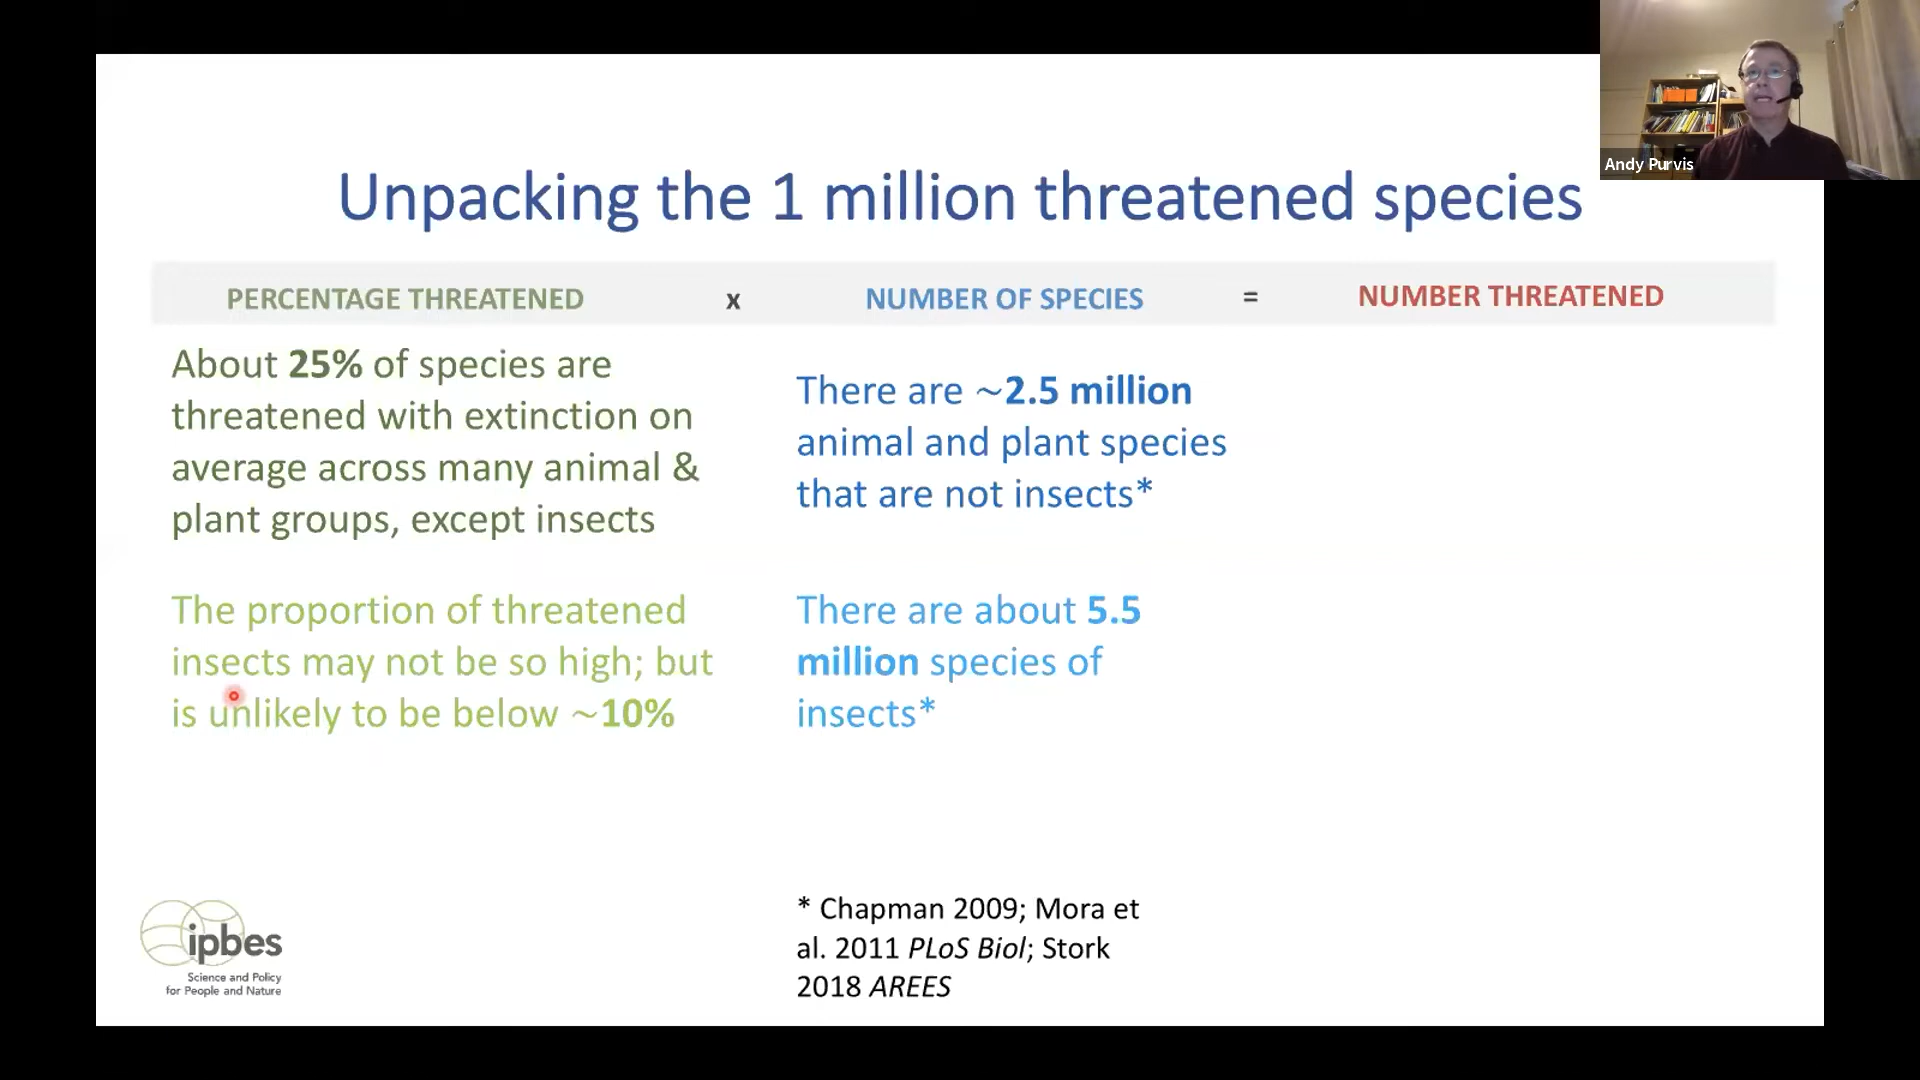 Andy Purvis
Unpacking the 1 million threatened species
PERCENTAGE THREATENED x NUMBER OF SPECIES = NUMBER THREATENED
About 25% of species are
threatened with extinction on
average across many animal &
plant groups, except insects
There are ~2.5 million
animal and plant species
that are not insects*
The proportion of threatened
insects may not be so high; but
is unlikely to be below ~10%
There are about 5.5
million species of
insects*
* Chapman 2009; Mora et
al. 2011 PLoS Biol; Stork
2018 AREES
ipbes
Science and Policy
for People and Nature